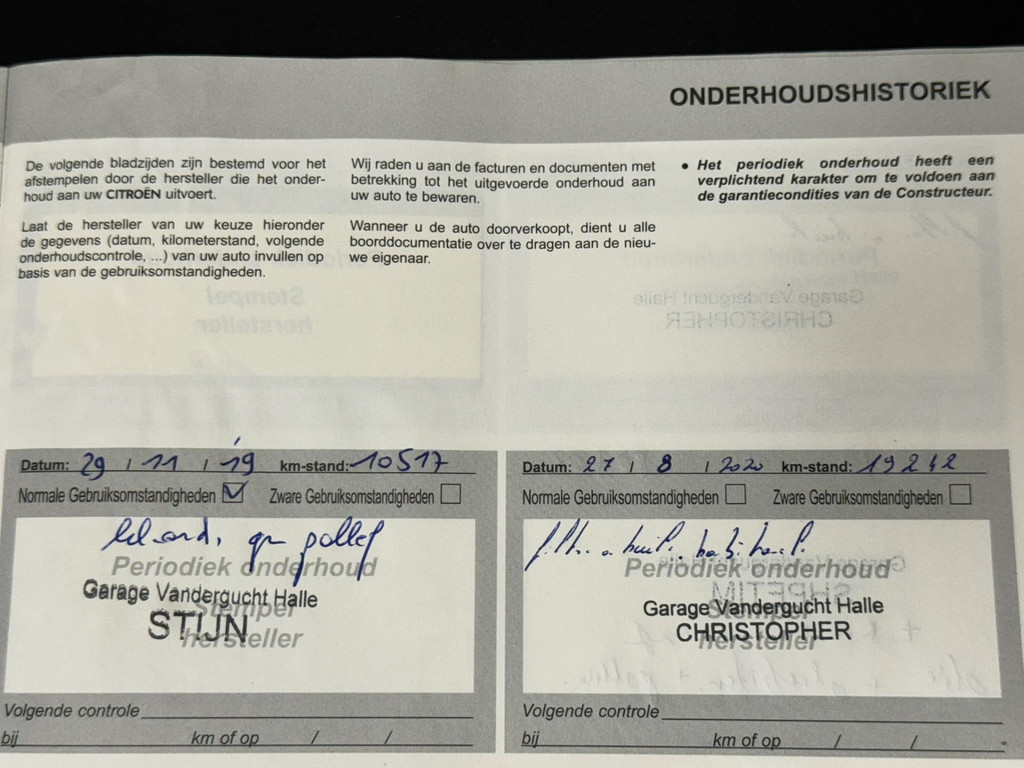 ONDERHOUDSHISTORIEK
De volgende bladzijden zijn bestemd voor het
afstempelen door de hersteller die het onder-
houd aan uw CITROËN uitvoert.
Laat de hersteller van uw keuze hieronder
de gegevens (datum, kilometerstand, volgende
onderhoudscontrole, ...) van uw auto invullen op
basis van de gebruiksomstandigheden.
Wij raden u aan de facturen en documenten met
betrekking tot het uitgevoerde onderhoud aan
uw auto te bewaren.
Wanneer u de auto doorverkoopt, dient u alle
boorddocumentatie over te dragen aan de nieu-
we eigenaar.
• Het periodiek onderhoud heeft een
verplichtend karakter om te voldoen aan
de garantiecondities van de Constructeur.
Datum: 29 / 11 / 19 km-stand: 10517
Normale Gebruiksomstandigheden Zware Gebruiksomstandigheden
Periodiek onderhoud
Garage Vandergucht Halle
Stempel
STIJN
hersteller
Volgende controle
bij km of op / /
Datum: 27 / 8 / 2020 km-stand: 19242
Normale Gebruiksomstandigheden Zware Gebruiksomstandigheden
Periodiek onderhoud
Garage Vandergucht Halle
Stempel
CHRISTOPHER
hersteller
Volgende controle
bij km of op / /